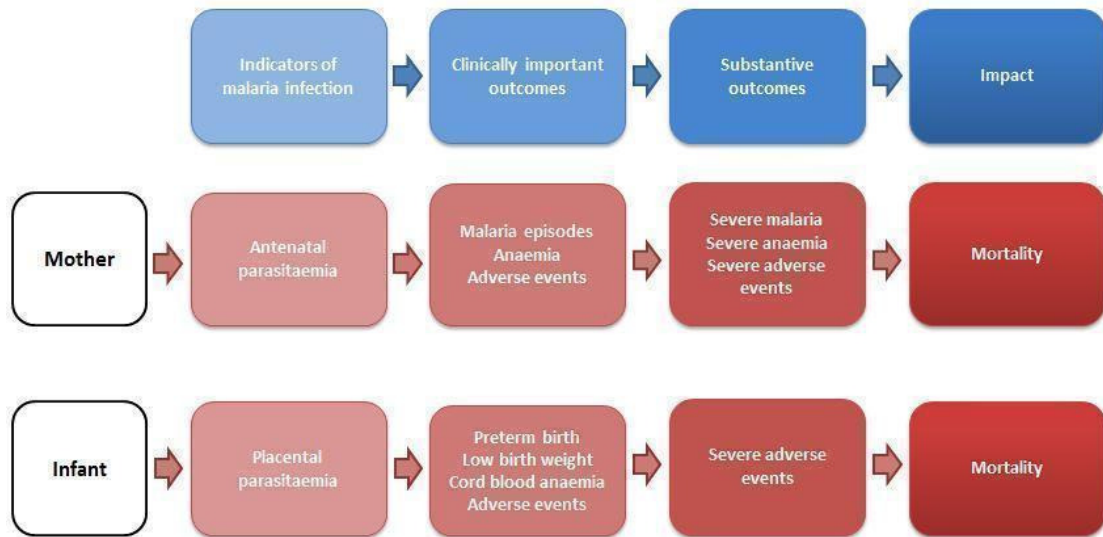 Indicators of
malaria infection
Clinically important
outcomes
Substantive
outcomes
Impact
Mother
Antenatal
parasitaemia
Malaria episodes
Anaemia
Adverse events
Severe malaria
Severe anaemia
Severe adverse
events
Mortality
Infant
Placental
parasitaemia
Preterm birth
Low birth weight
Cord blood anaemia
Adverse events
Severe adverse
events
Mortality